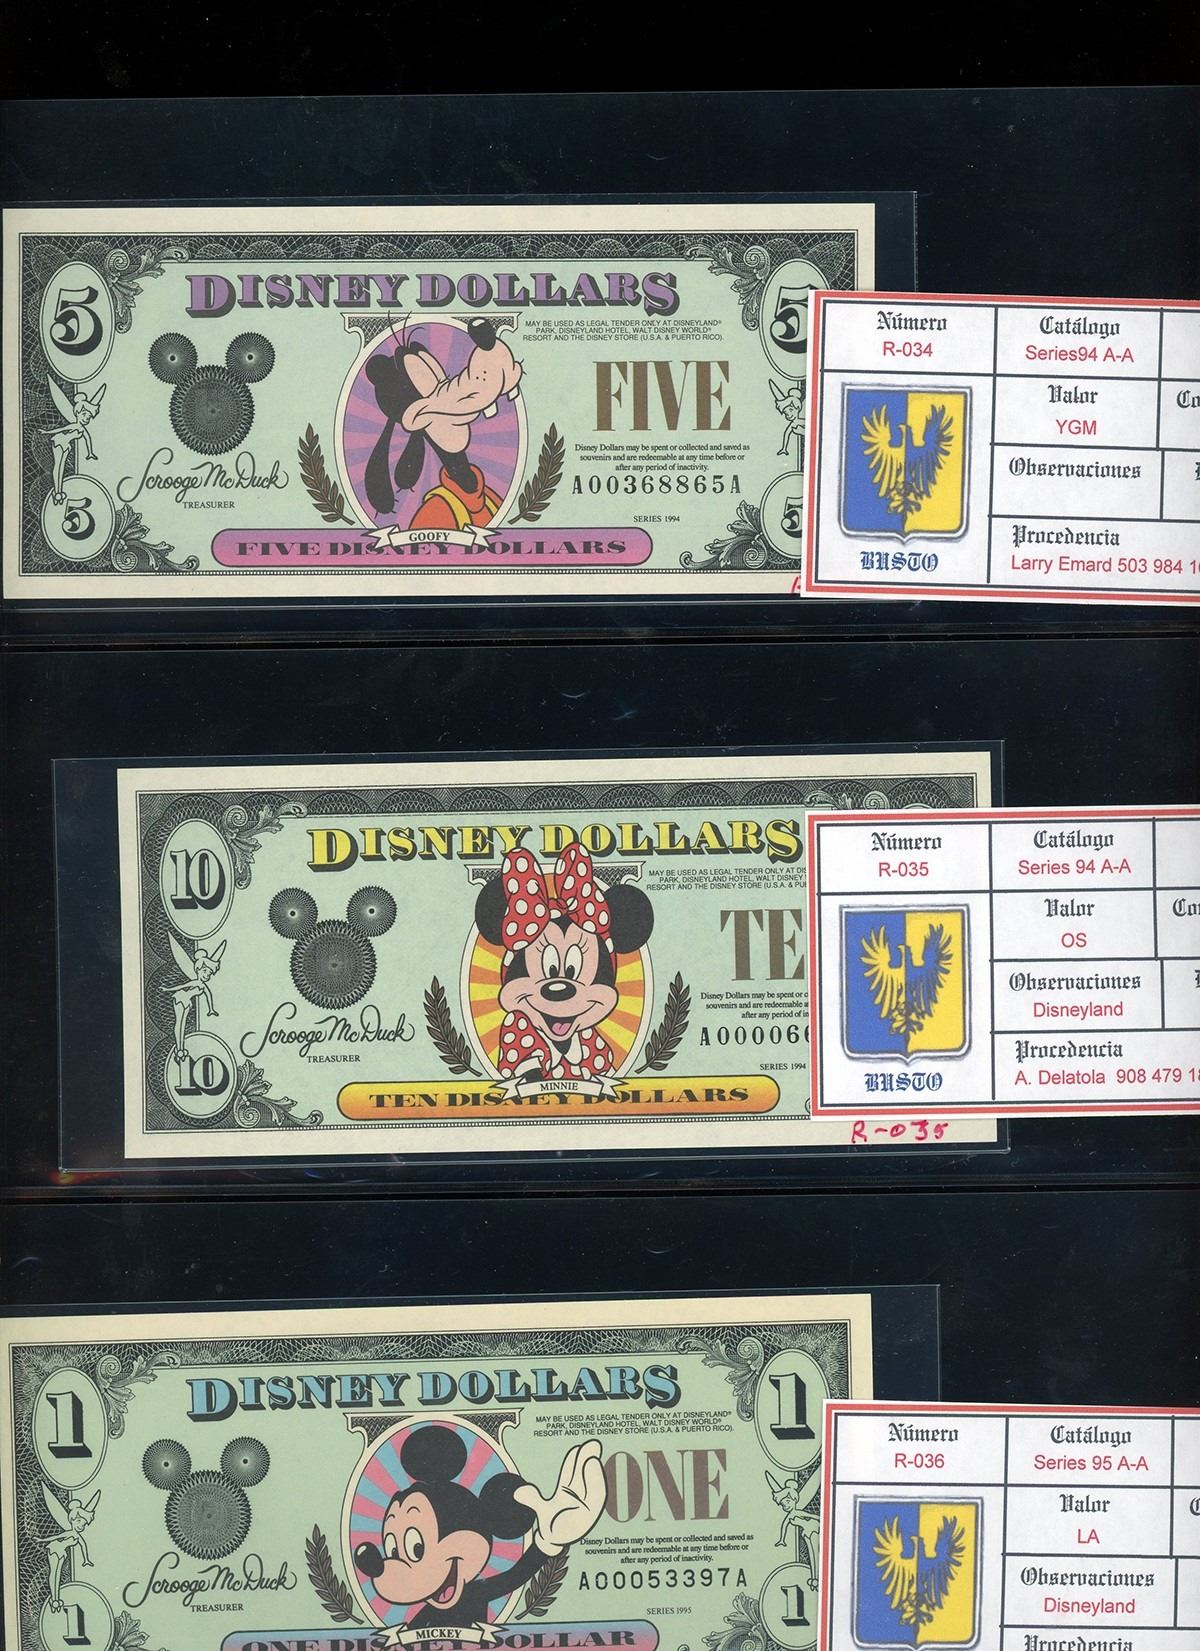 DISNEY DOLLARS
5
5
MAY BE USED AS LEGAL TENDER ONLY AT DISNEYLAND®
PARK, DISNEYLAND HOTEL, WALT DISNEY WORLD®
RESORT AND THE DISNEY STORE (U.S.A. & PUERTO RICO).
FIVE
Disney Dollars may be spent or collected and saved as
souvenirs and are redeemable at any time before or
after any period of inactivity.
A00368865A
Scrooge McDuck
TREASURER
SERIES 1994
5
5
GOOFY
FIVE DISNEY DOLLARS
Número
R-034
Catálogo
Series94 A-A
Valor
YGM
Observaciones
Procedencia
Larry Emard 503 984
BUSTO
DISNEY DOLLARS
10
MAY BE USED AS LEGAL TENDER ONLY AT
PARK, DISNEYLAND HOTEL, WALT DISNEY
RESORT AND THE DISNEY STORE (U.S.A. &
TE
Disney Dollars may be spent or
souvenirs and are redeemable
after any period of
A000066
Scrooge McDuck
TREASURER
SERIES 1994
10
MINNIE
TEN DISNEY DOLLARS
R-035
Número
R-035
Catálogo
Series 94 A-A
Valor
OS
Observaciones
Disneyland
Procedencia
A. Delatola 908 479
BUSTO
DISNEY DOLLARS
1
1
MAY BE USED AS LEGAL TENDER ONLY AT DISNEYLAND®
PARK, DISNEYLAND HOTEL, WALT DISNEY WORLD®
RESORT AND THE DISNEY STORE (U.S.A. & PUERTO RICO).
ONE
Disney Dollars may be spent or collected and saved as
souvenirs and are redeemable at any time before or
after any period of inactivity.
A00053397A
Scrooge McDuck
TREASURER
SERIES 1995
1
1
MICKEY
ONE DISNEY DOLLAR
Número
R-036
Catálogo
Series 95 A-A
Valor
LA
Observaciones
Disneyland
Procedencia